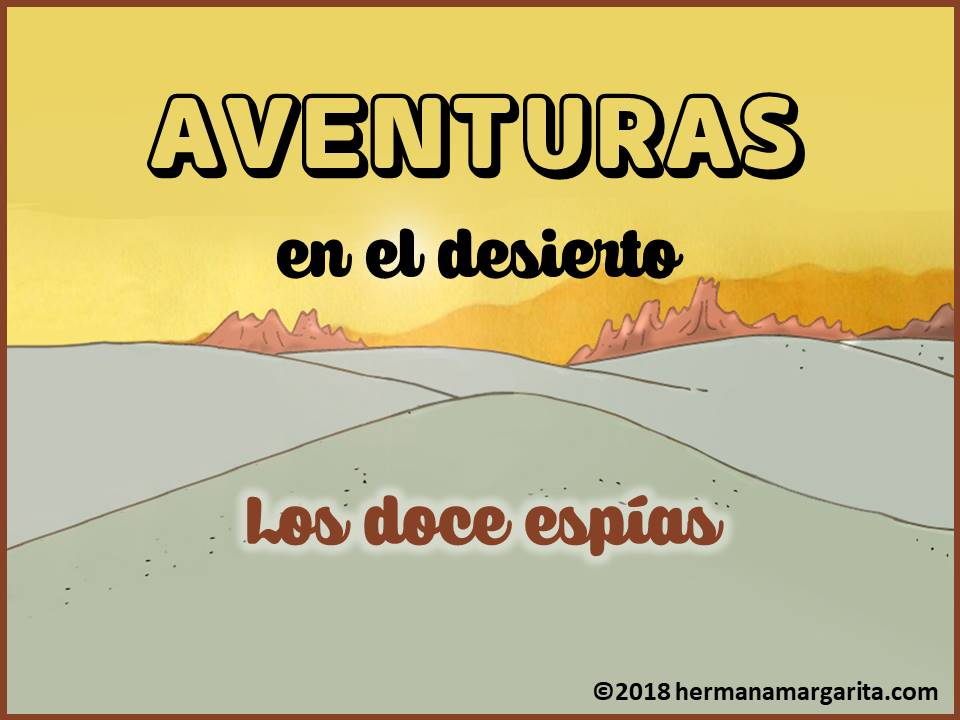 AVENTURAS
en el desierto
Los doce espías
©2018 hermanamargarita.com